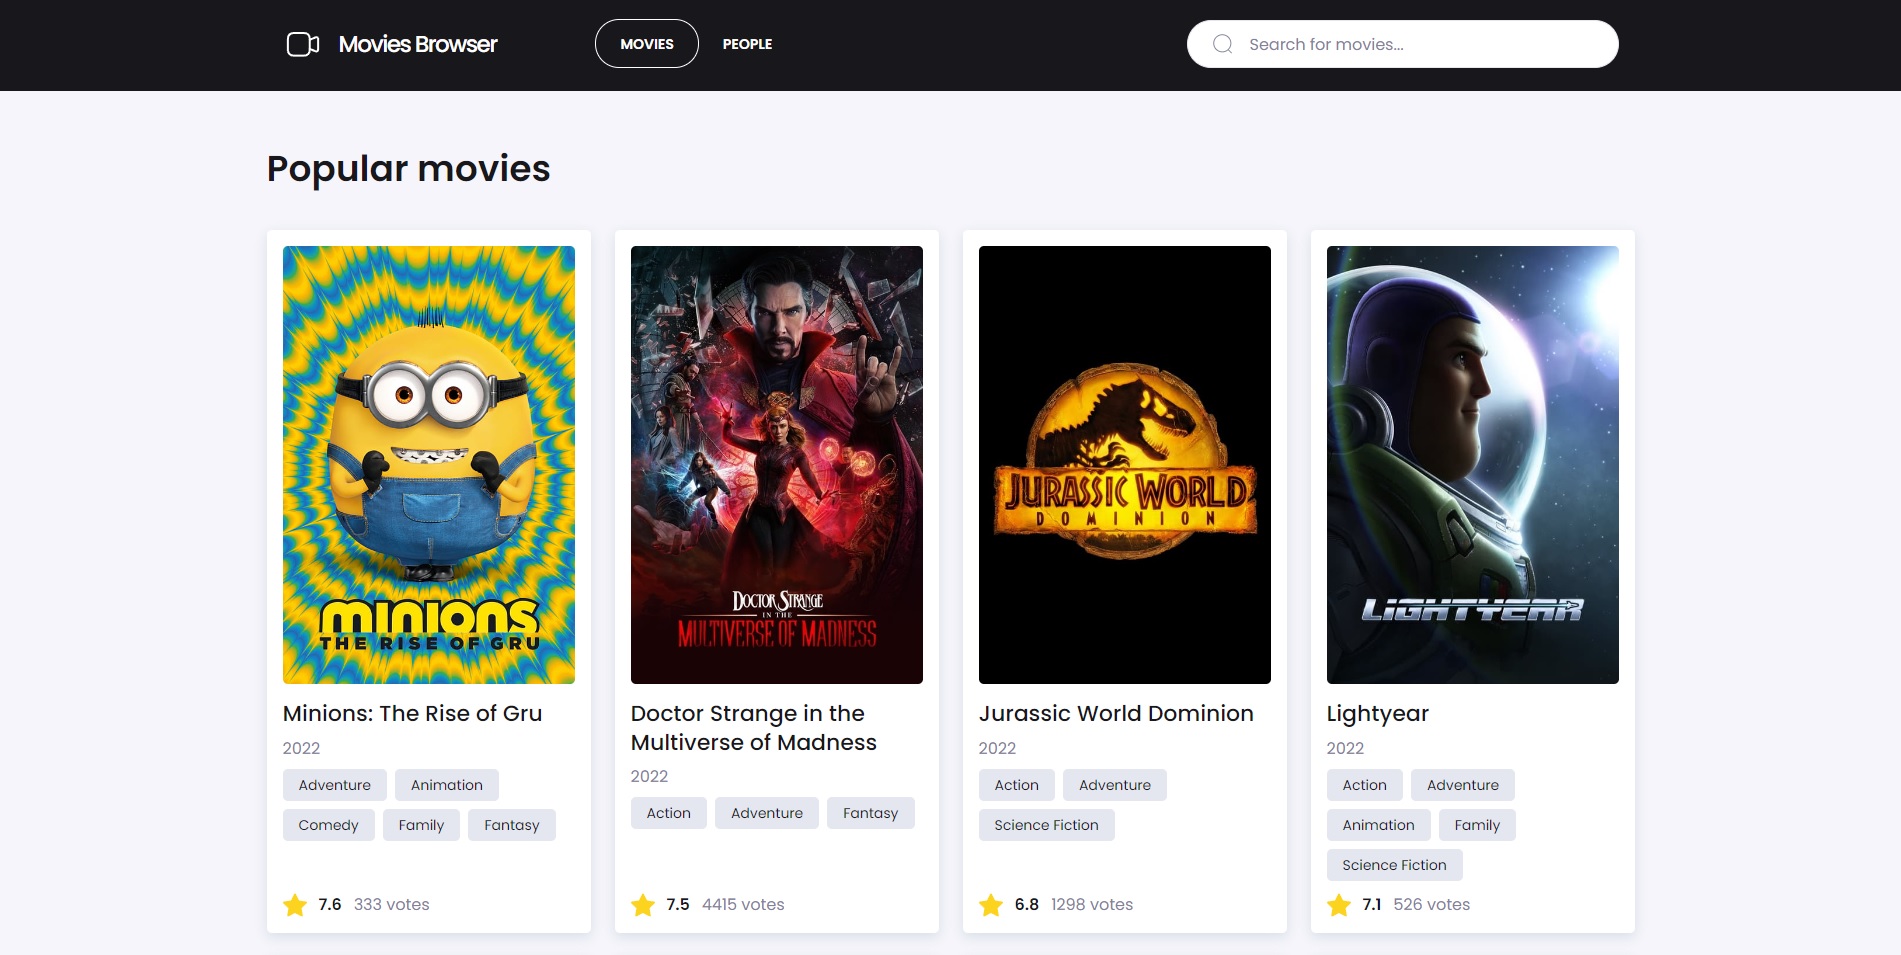 Movies Browser
MOVIES
PEOPLE
Search for movies...
Popular movies
MINIONS
THE RISE OF GRU
DOCTOR STRANGE
IN THE
MULTIVERSE OF MADNESS
JURASSIC WORLD
DOMINION
LIGHTYEAR
Minions: The Rise of Gru
2022
Adventure Animation
Comedy Family Fantasy
7.6 333 votes
Doctor Strange in the
Multiverse of Madness
2022
Action Adventure Fantasy
7.5 4415 votes
Jurassic World Dominion
2022
Action Adventure
Science Fiction
6.8 1298 votes
Lightyear
2022
Action Adventure
Animation Family
Science Fiction
7.1 526 votes